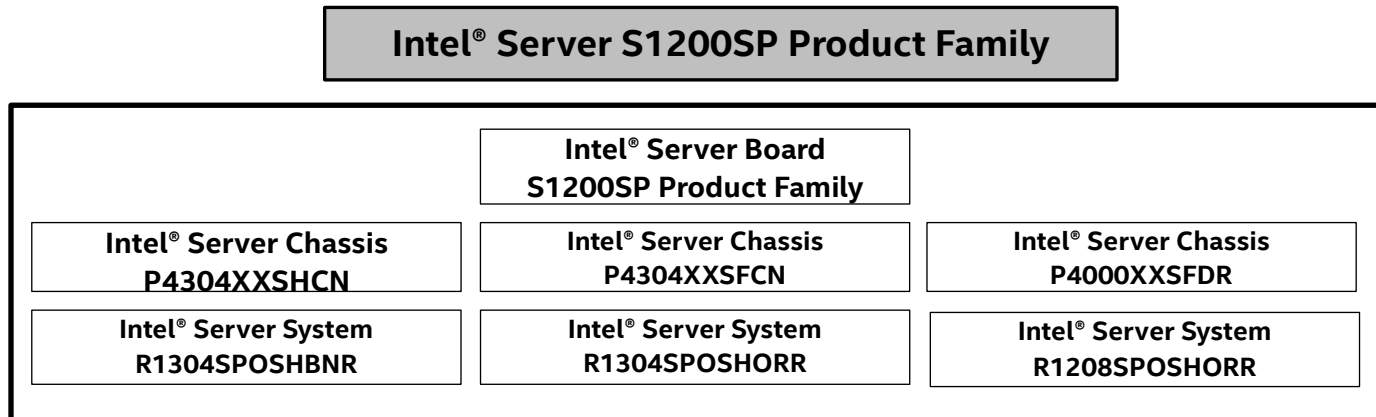 Intel® Server S1200SP Product Family
Intel® Server Board
S1200SP Product Family
Intel® Server Chassis
P4304XXSHCN
Intel® Server Chassis
P4304XXSFCN
Intel® Server Chassis
P4000XXSFDR
Intel® Server System
R1304SPOSHBNR
Intel® Server System
R1304SPOSHORR
Intel® Server System
R1208SPOSHORR